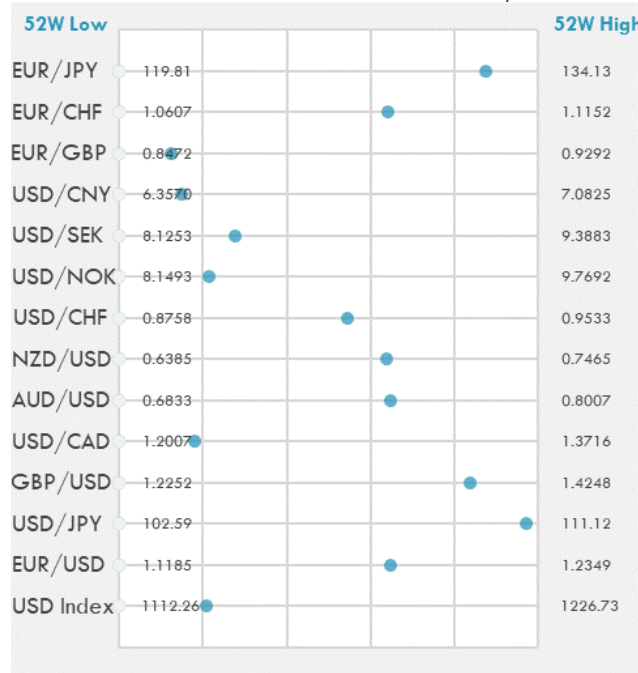 52W Low 52W High
EUR/JPY 119.81 134.13
EUR/CHF 1.0607 1.1152
EUR/GBP 0.8472 0.9292
USD/CNY 6.3570 7.0825
USD/SEK 8.1253 9.3883
USD/NOK 8.1493 9.7692
USD/CHF 0.8758 0.9533
NZD/USD 0.6385 0.7465
AUD/USD 0.6833 0.8007
USD/CAD 1.2007 1.3716
GBP/USD 1.2252 1.4248
USD/JPY 102.59 111.12
EUR/USD 1.1185 1.2349
USD Index 1112.26 1226.73